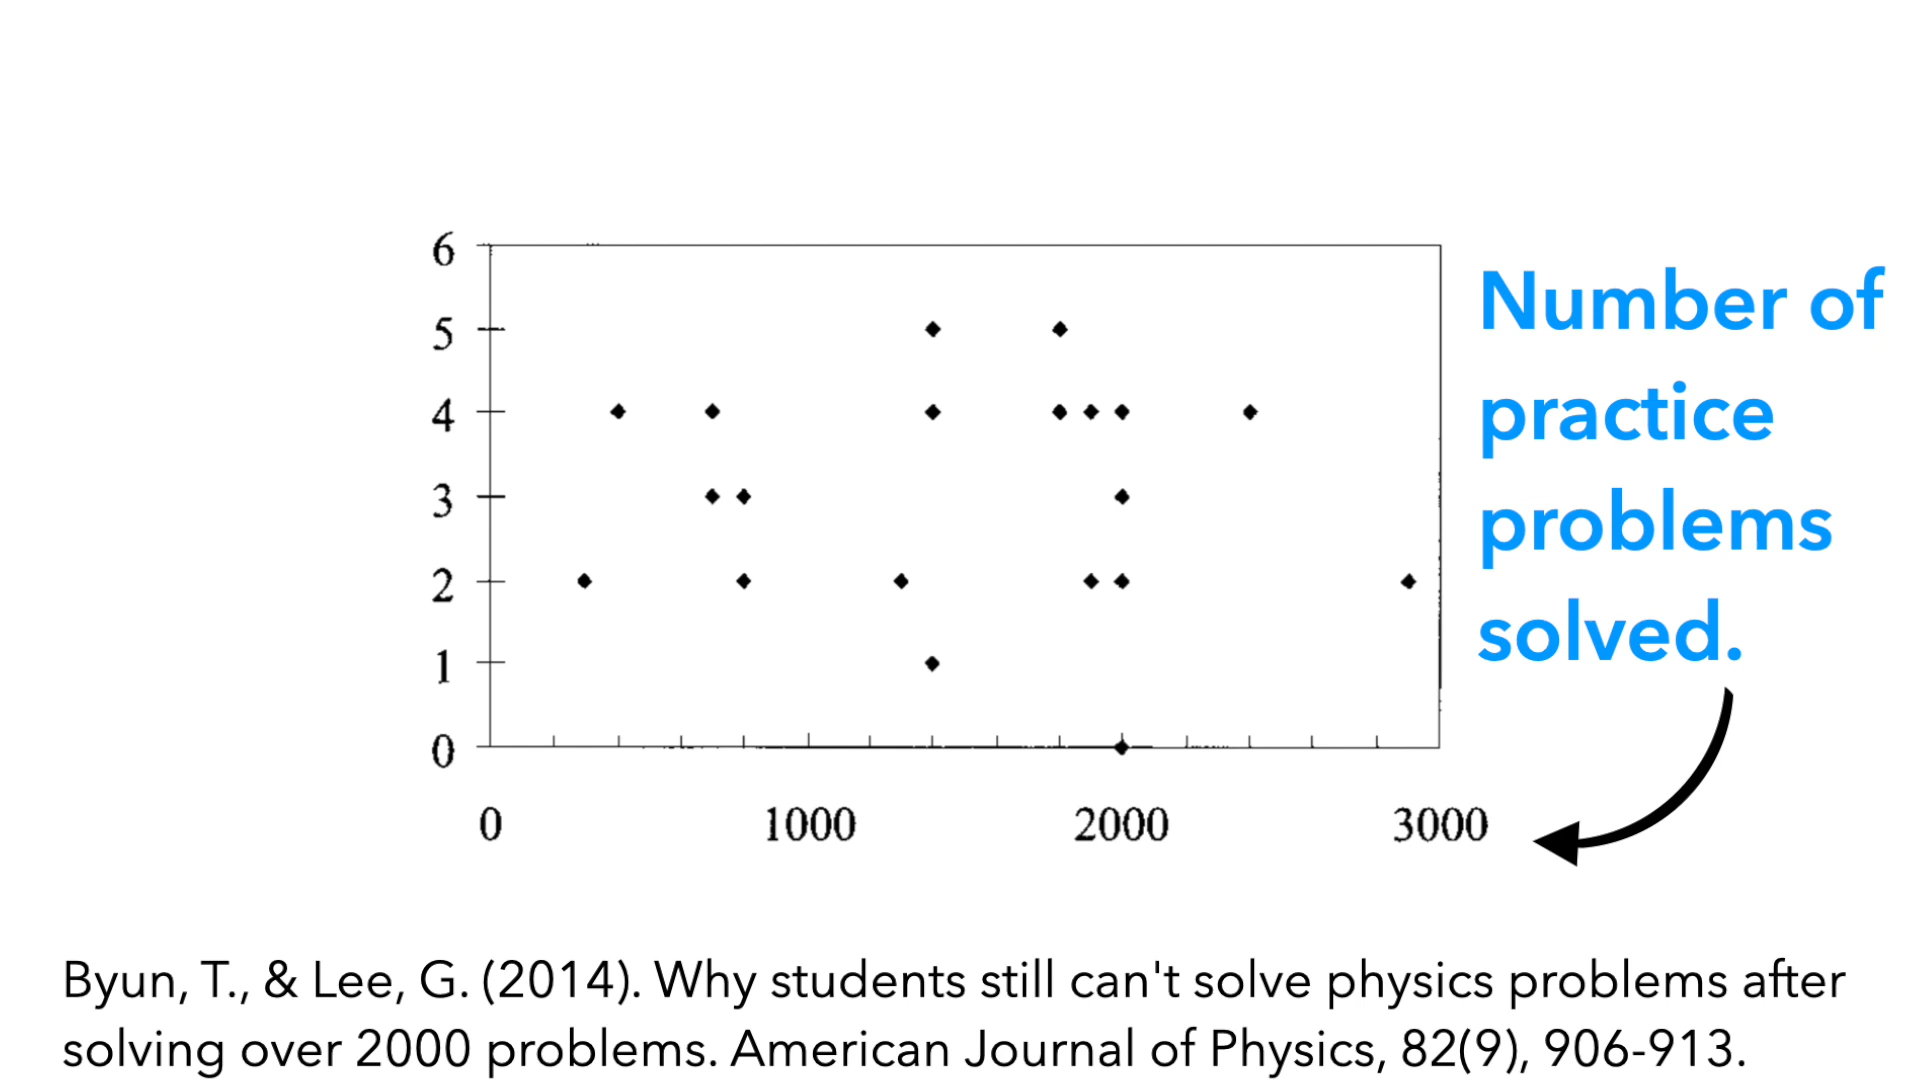 6
5
4
3
2
1
0
0 1000 2000 3000
Number of
practice
problems
solved.
Byun, T., & Lee, G. (2014). Why students still can't solve physics problems after
solving over 2000 problems. American Journal of Physics, 82(9), 906-913.